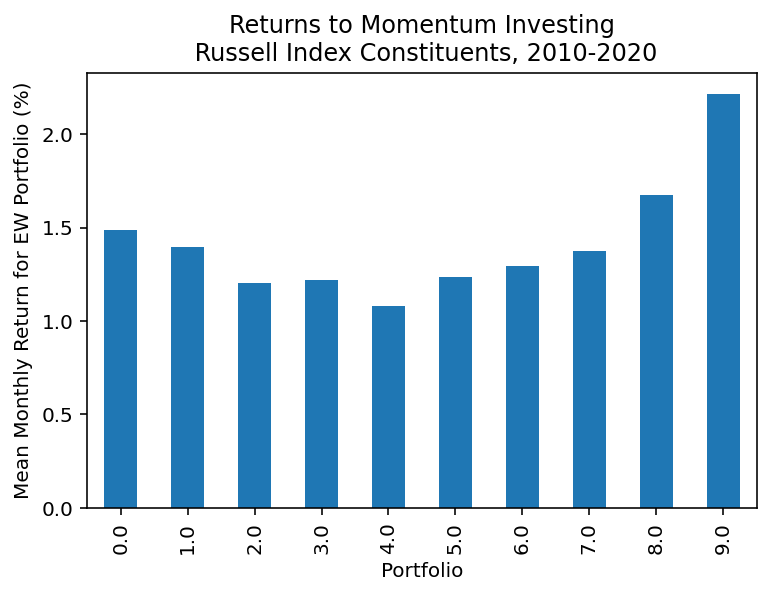 Returns to Momentum Investing
Russell Index Constituents, 2010-2020
Mean Monthly Return for EW Portfolio (%)
2.0
1.5
1.0
0.5
0.0
0.0 1.0 2.0 3.0 4.0 5.0 6.0 7.0 8.0 9.0
Portfolio